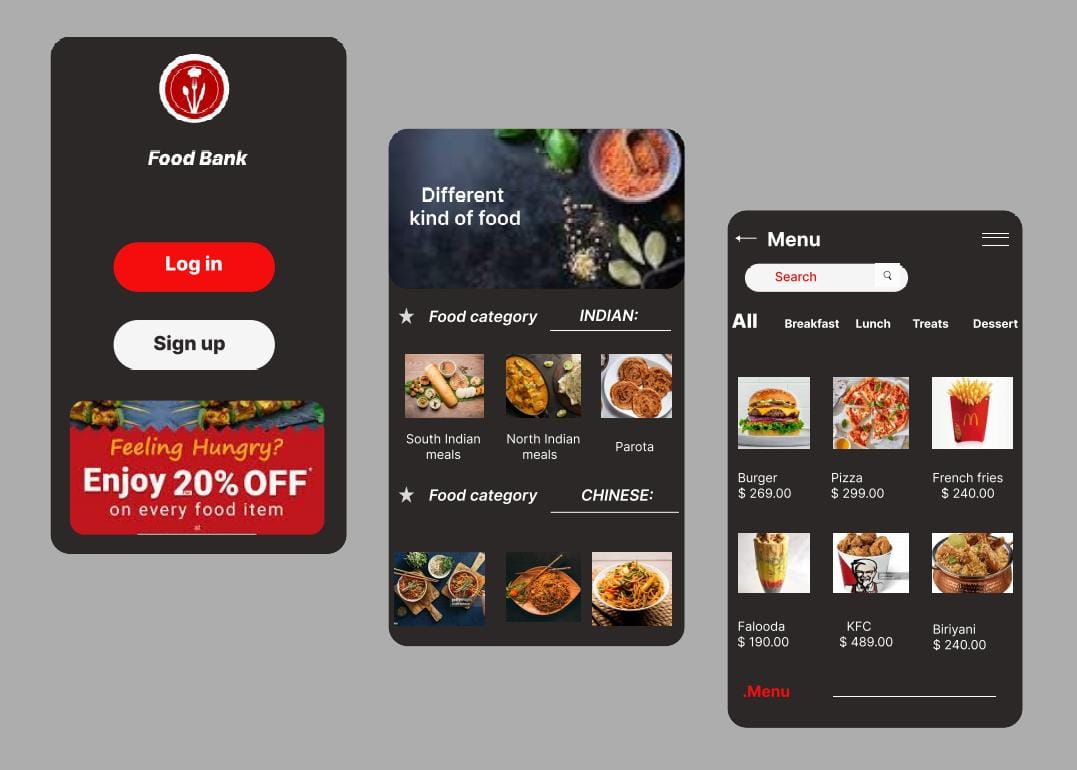 Food Bank
Log in
Sign up
Feeling Hungry?
Enjoy 20% OFF*
on every food item
at
Different
kind of food
Food category INDIAN:
South Indian
meals
North Indian
meals
Parota
Food category CHINESE:
Menu
Search
All Breakfast Lunch Treats Dessert
Burger
$ 269.00
Pizza
$ 299.00
French fries
$ 240.00
Falooda
$ 190.00
KFC
KFC
$ 489.00
Biriyani
$ 240.00
.Menu